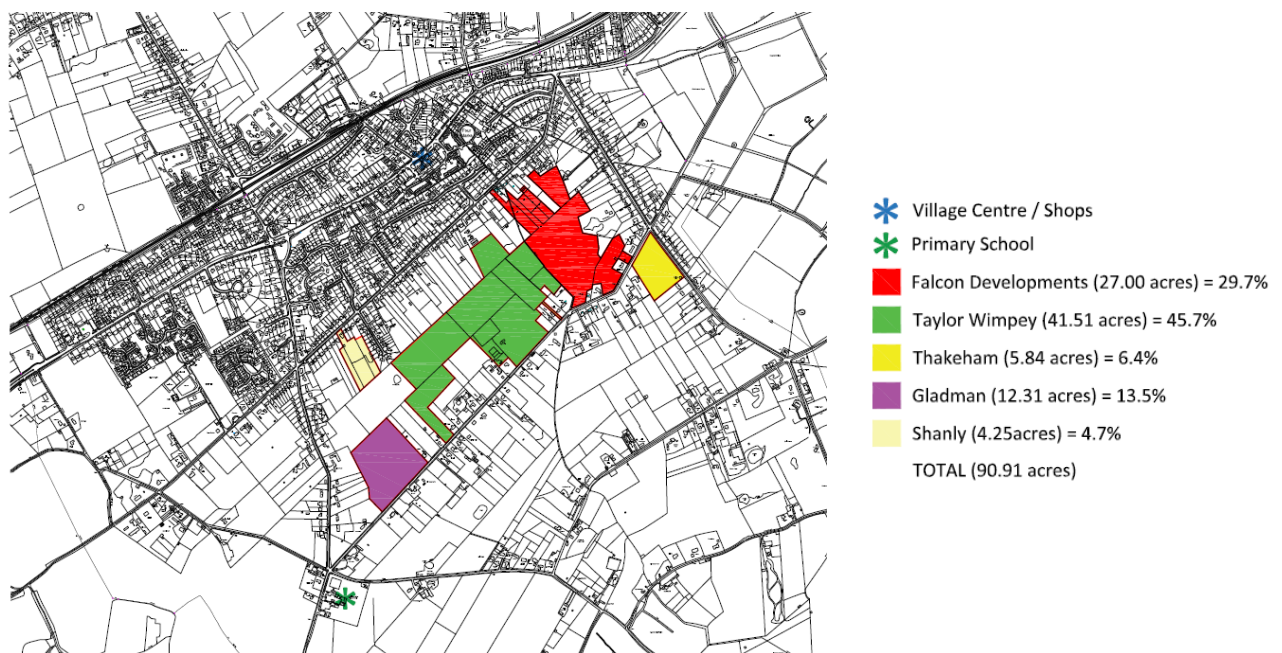 Village Centre / Shops
Primary School
Falcon Developments (27.00 acres) = 29.7%
Taylor Wimpey (41.51 acres) = 45.7%
Thakeham (5.84 acres) = 6.4%
Gladman (12.31 acres) = 13.5%
Shanly (4.25acres) = 4.7%
TOTAL (90.91 acres)